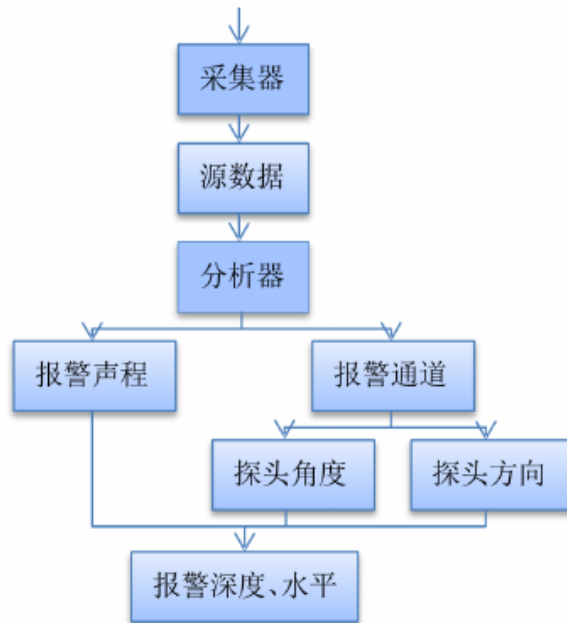 采集器
源数据
分析器
报警声程
报警通道
探头角度
探头方向
报警深度、水平